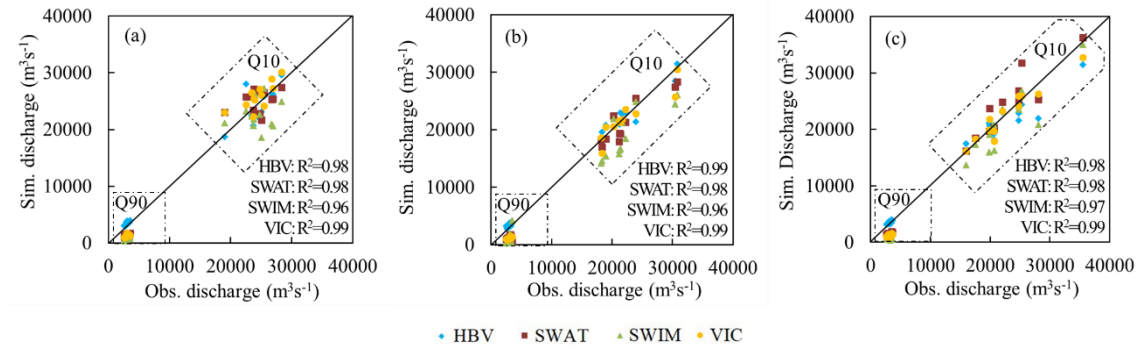 (a)
Q10
Q90
HBV: R²=0.98
SWAT: R²=0.98
SWIM: R²=0.96
VIC: R²=0.99
40000
30000
20000
10000
0
0 10000 20000 30000 40000
Sim. discharge (m³s⁻¹)
Obs. discharge (m³s⁻¹)
(b)
Q10
Q90
HBV: R²=0.99
SWAT: R²=0.98
SWIM: R²=0.96
VIC: R²=0.99
40000
30000
20000
10000
0
0 10000 20000 30000 40000
Sim. discharge (m³s⁻¹)
Obs. discharge (m³s⁻¹)
(c)
Q10
Q90
HBV: R²=0.98
SWAT: R²=0.98
SWIM: R²=0.97
VIC: R²=0.99
40000
30000
20000
10000
0
0 10000 20000 30000 40000
Sim. Discharge (m³s⁻¹)
Obs. discharge (m³s⁻¹)
HBV SWAT SWIM VIC